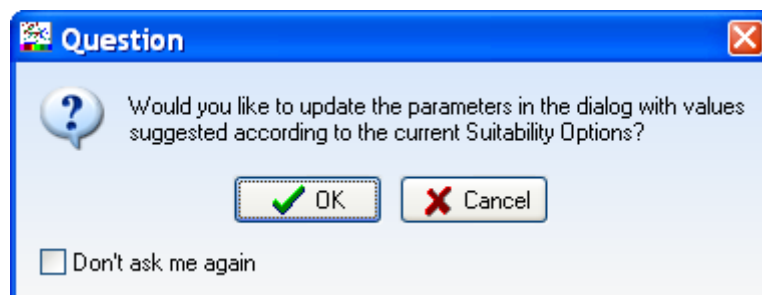 Question
Would you like to update the parameters in the dialog with values
suggested according to the current Suitability Options?
OK
Cancel
Don't ask me again